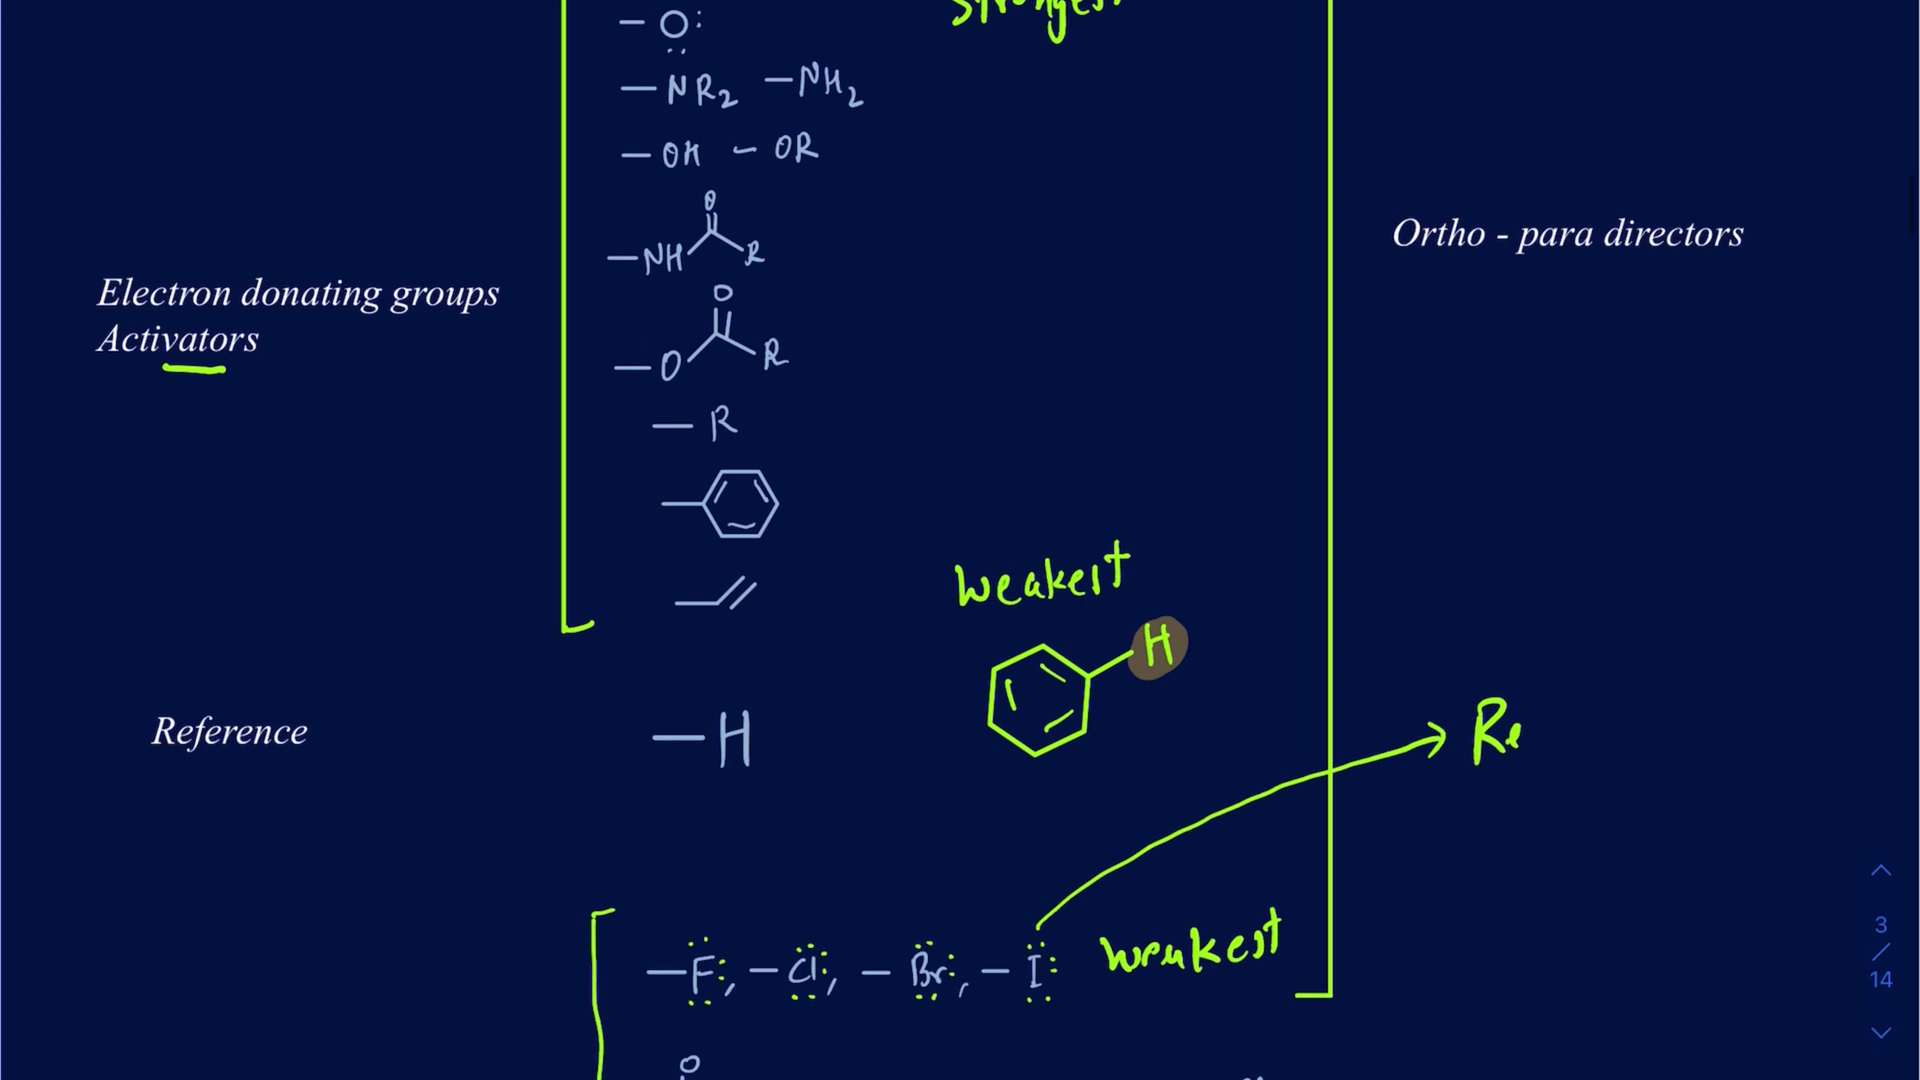 strongest
— O:
— NR2 — NH2
— OH — OR
O
— NH R
O
— O R
Electron donating groups
Activators
Ortho - para directors
— R
weakest
H
Reference
— H
Re
— F, — Cl, — Br, — I weakest
O
3
/
14